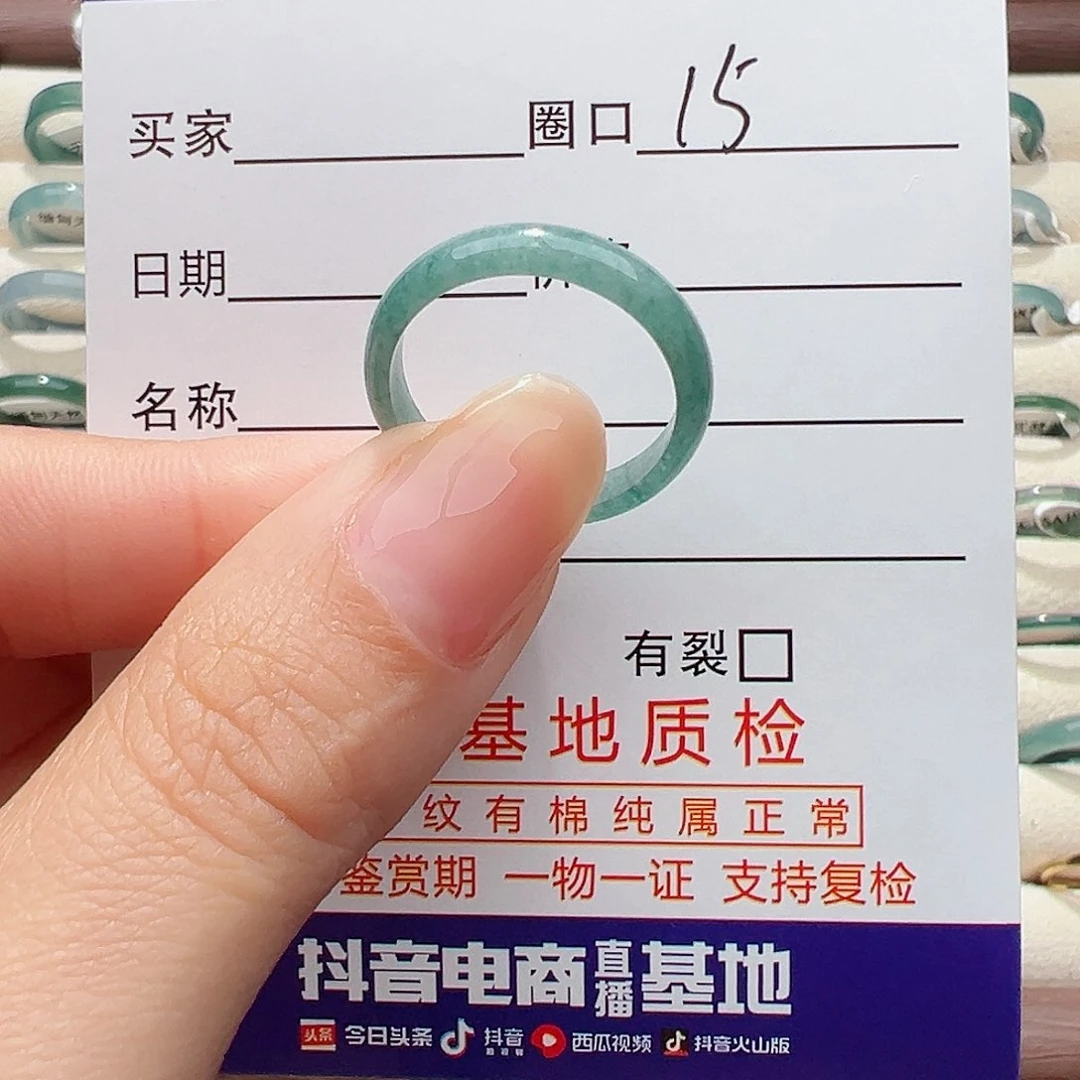 买家 圈口 15
日期
名称
有裂□
基地质检
纹有棉纯属正常
鉴赏期 一物一证 支持复检
抖音电商直播基地
头条 今日头条 抖音 西瓜视频 抖音火山版